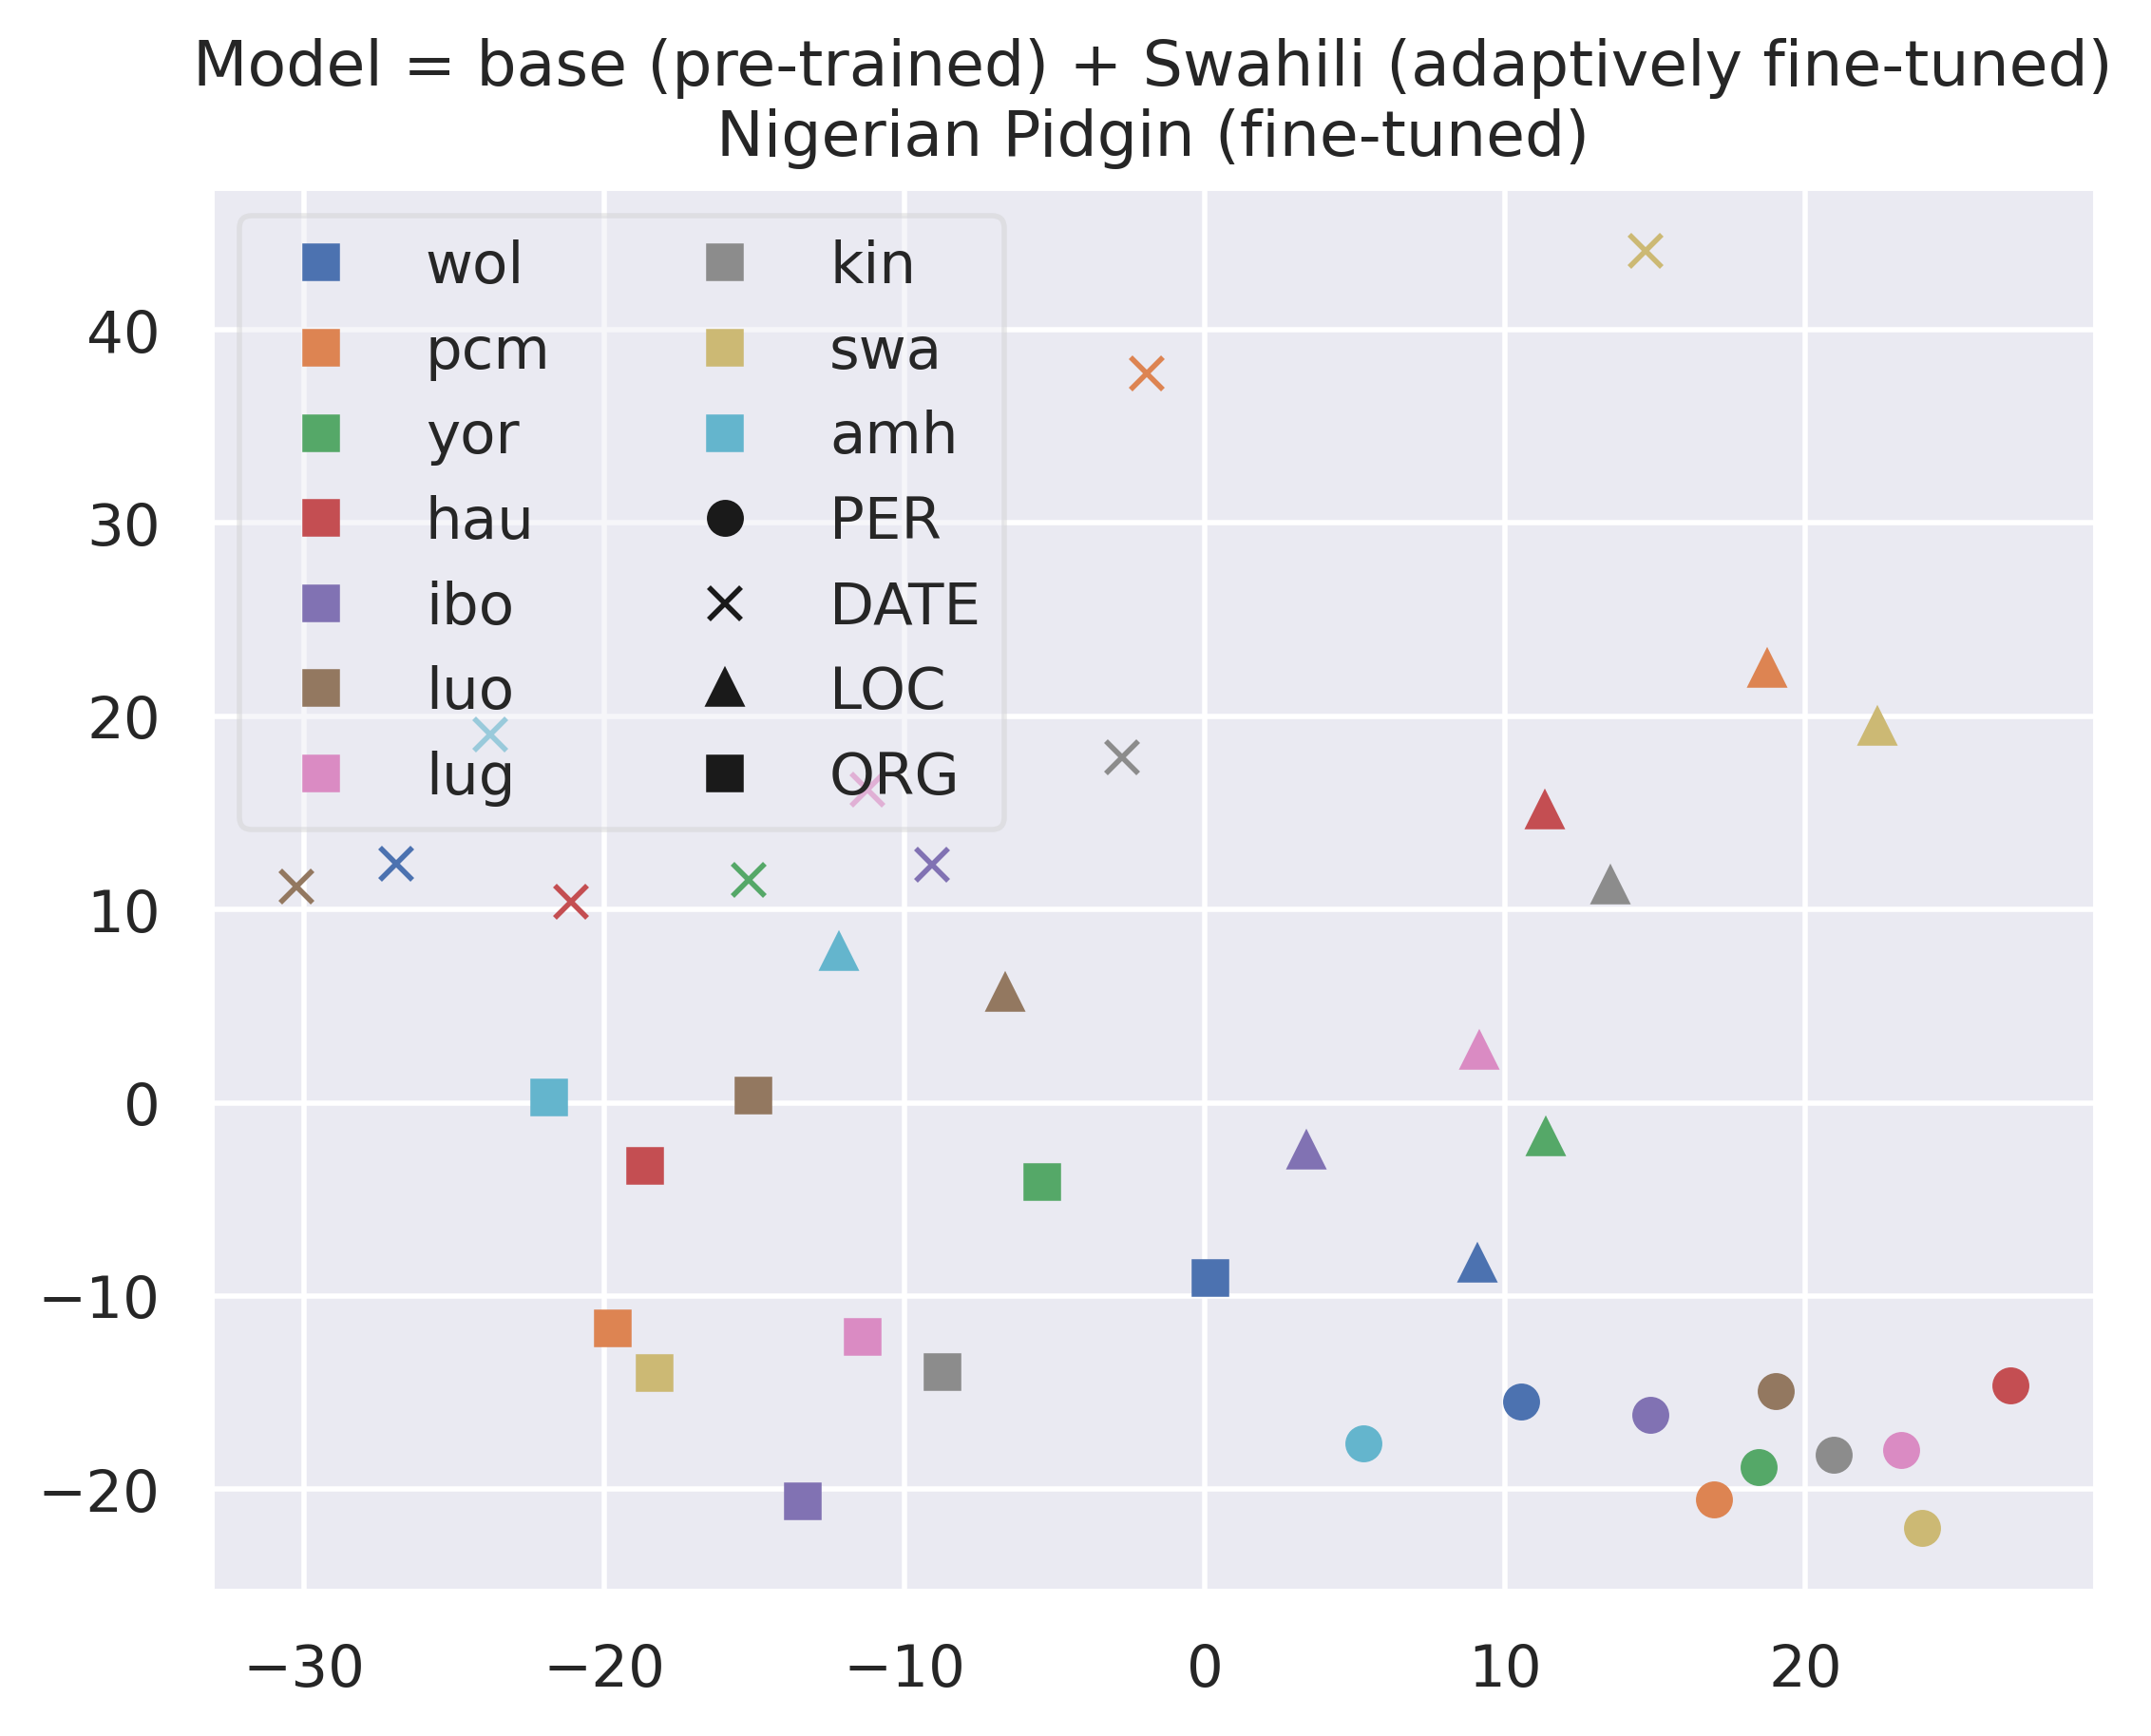 Model = base (pre-trained) + Swahili (adaptively fine-tuned)
Nigerian Pidgin (fine-tuned)
wol
pcm
yor
hau
ibo
luo
lug
kin
swa
amh
PER
DATE
LOC
ORG
40
30
20
10
0
−10
−20
−30
−20
−10
0
10
20